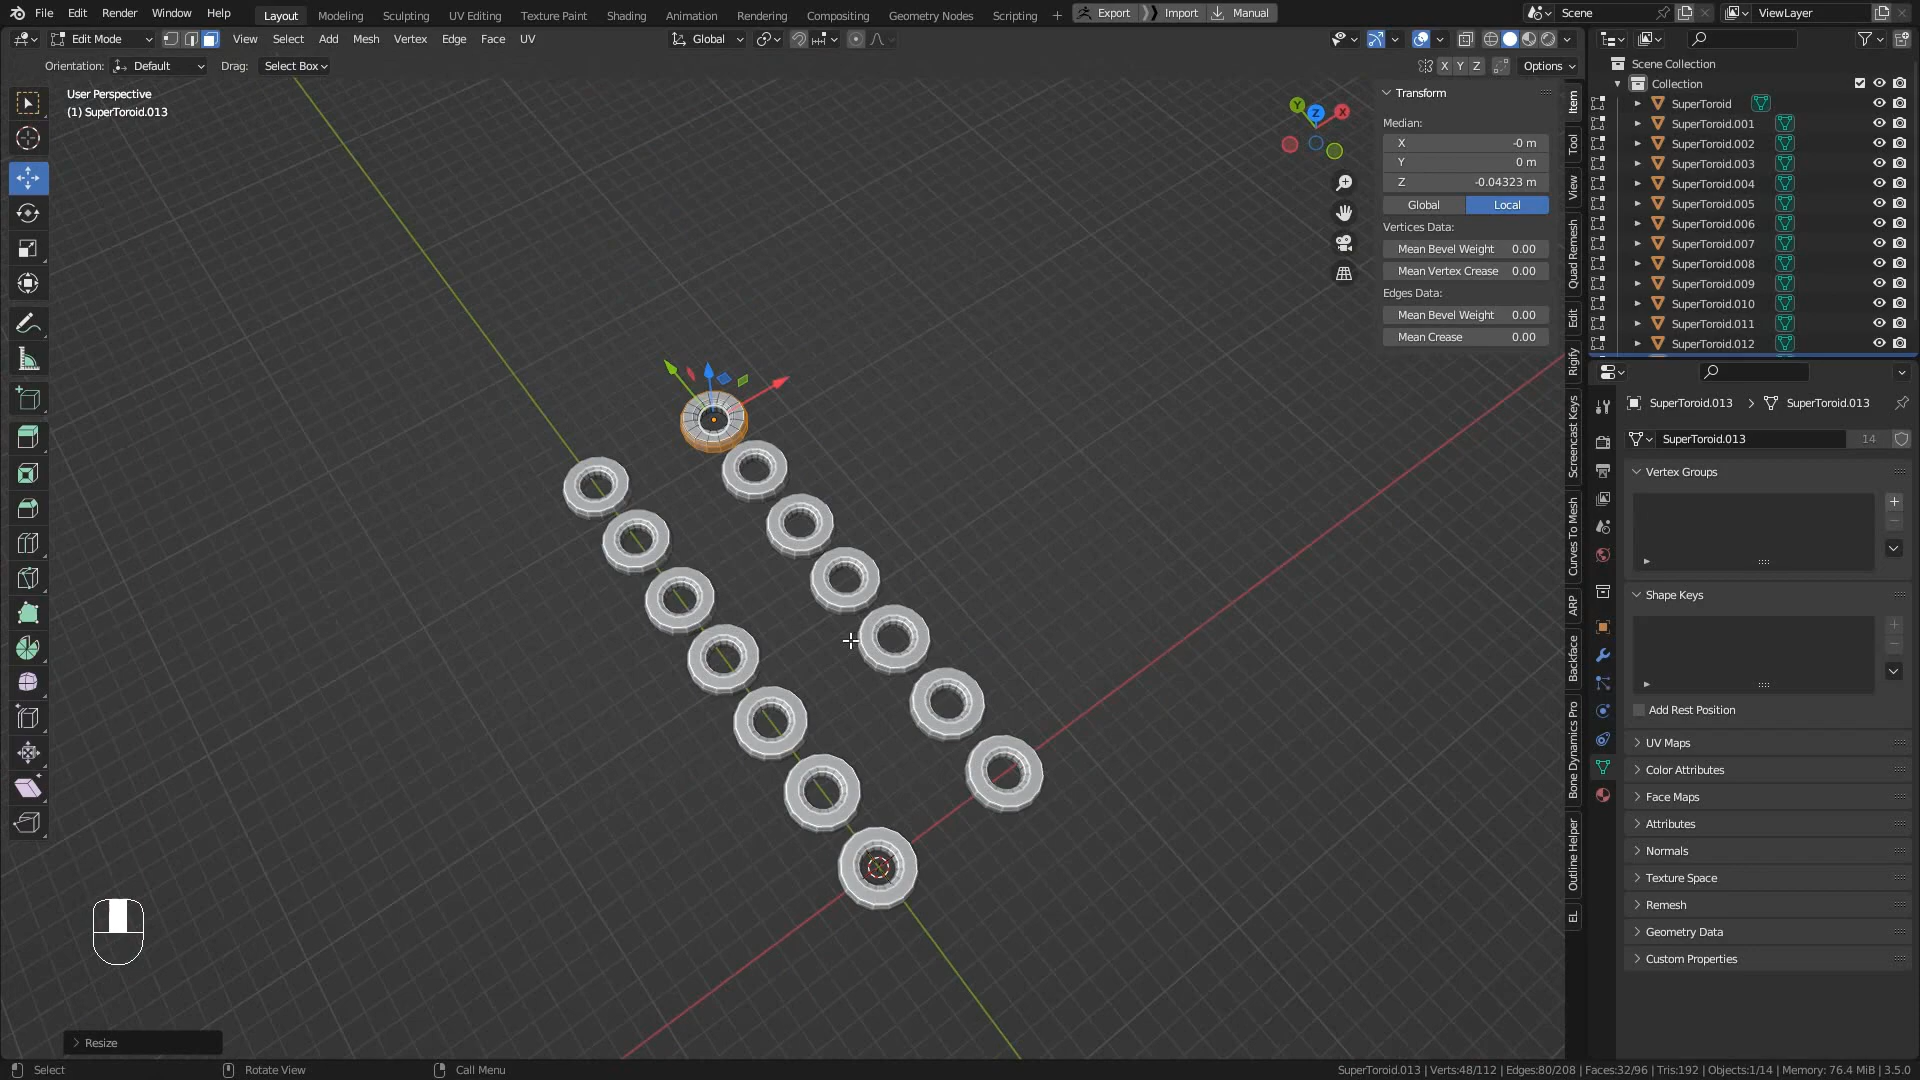 File Edit Render Window Help Layout Modeling Sculpting UV Editing Texture Paint Shading Animation Rendering Compositing Geometry Nodes Scripting + Export Import Manual Scene ViewLayer
Edit Mode View Select Add Mesh Vertex Edge Face UV Global
Orientation: Default Drag: Select Box X Y Z Options
User Perspective
(1) SuperToroid.013
Y Z X
Transform
Median:
X -0 m
Y 0 m
Z -0.04323 m
Global Local
Vertices Data:
Mean Bevel Weight 0.00
Mean Vertex Crease 0.00
Edges Data:
Mean Bevel Weight 0.00
Mean Crease 0.00
Item
Tool
View
Quad Remesh
Edit
Rigify
Screencast Keys
Curves To Mesh
ARP
Backface
Bone Dynamics Pro
Outline Helper
EL
Scene Collection
Collection
SuperToroid
SuperToroid.001
SuperToroid.002
SuperToroid.003
SuperToroid.004
SuperToroid.005
SuperToroid.006
SuperToroid.007
SuperToroid.008
SuperToroid.009
SuperToroid.010
SuperToroid.011
SuperToroid.012
SuperToroid.013 > SuperToroid.013
SuperToroid.013 14
Vertex Groups
Shape Keys
Add Rest Position
UV Maps
Color Attributes
Face Maps
Attributes
Normals
Texture Space
Remesh
Geometry Data
Custom Properties
Resize
Select Rotate View Call Menu SuperToroid.013 | Verts:48/112 | Edges:80/208 | Faces:32/96 | Tris:192 | Objects:1/14 | Memory: 76.4 MiB | 3.5.0